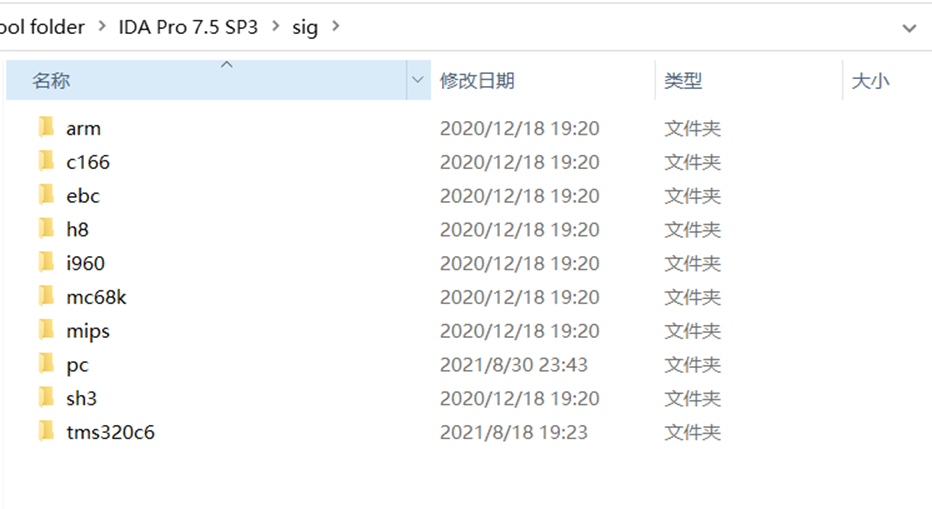 ool folder > IDA Pro 7.5 SP3 > sig >
名称 修改日期 类型 大小
arm 2020/12/18 19:20 文件夹
c166 2020/12/18 19:20 文件夹
ebc 2020/12/18 19:20 文件夹
h8 2020/12/18 19:20 文件夹
i960 2020/12/18 19:20 文件夹
mc68k 2020/12/18 19:20 文件夹
mips 2020/12/18 19:20 文件夹
pc 2021/8/30 23:43 文件夹
sh3 2020/12/18 19:20 文件夹
tms320c6 2021/8/18 19:23 文件夹